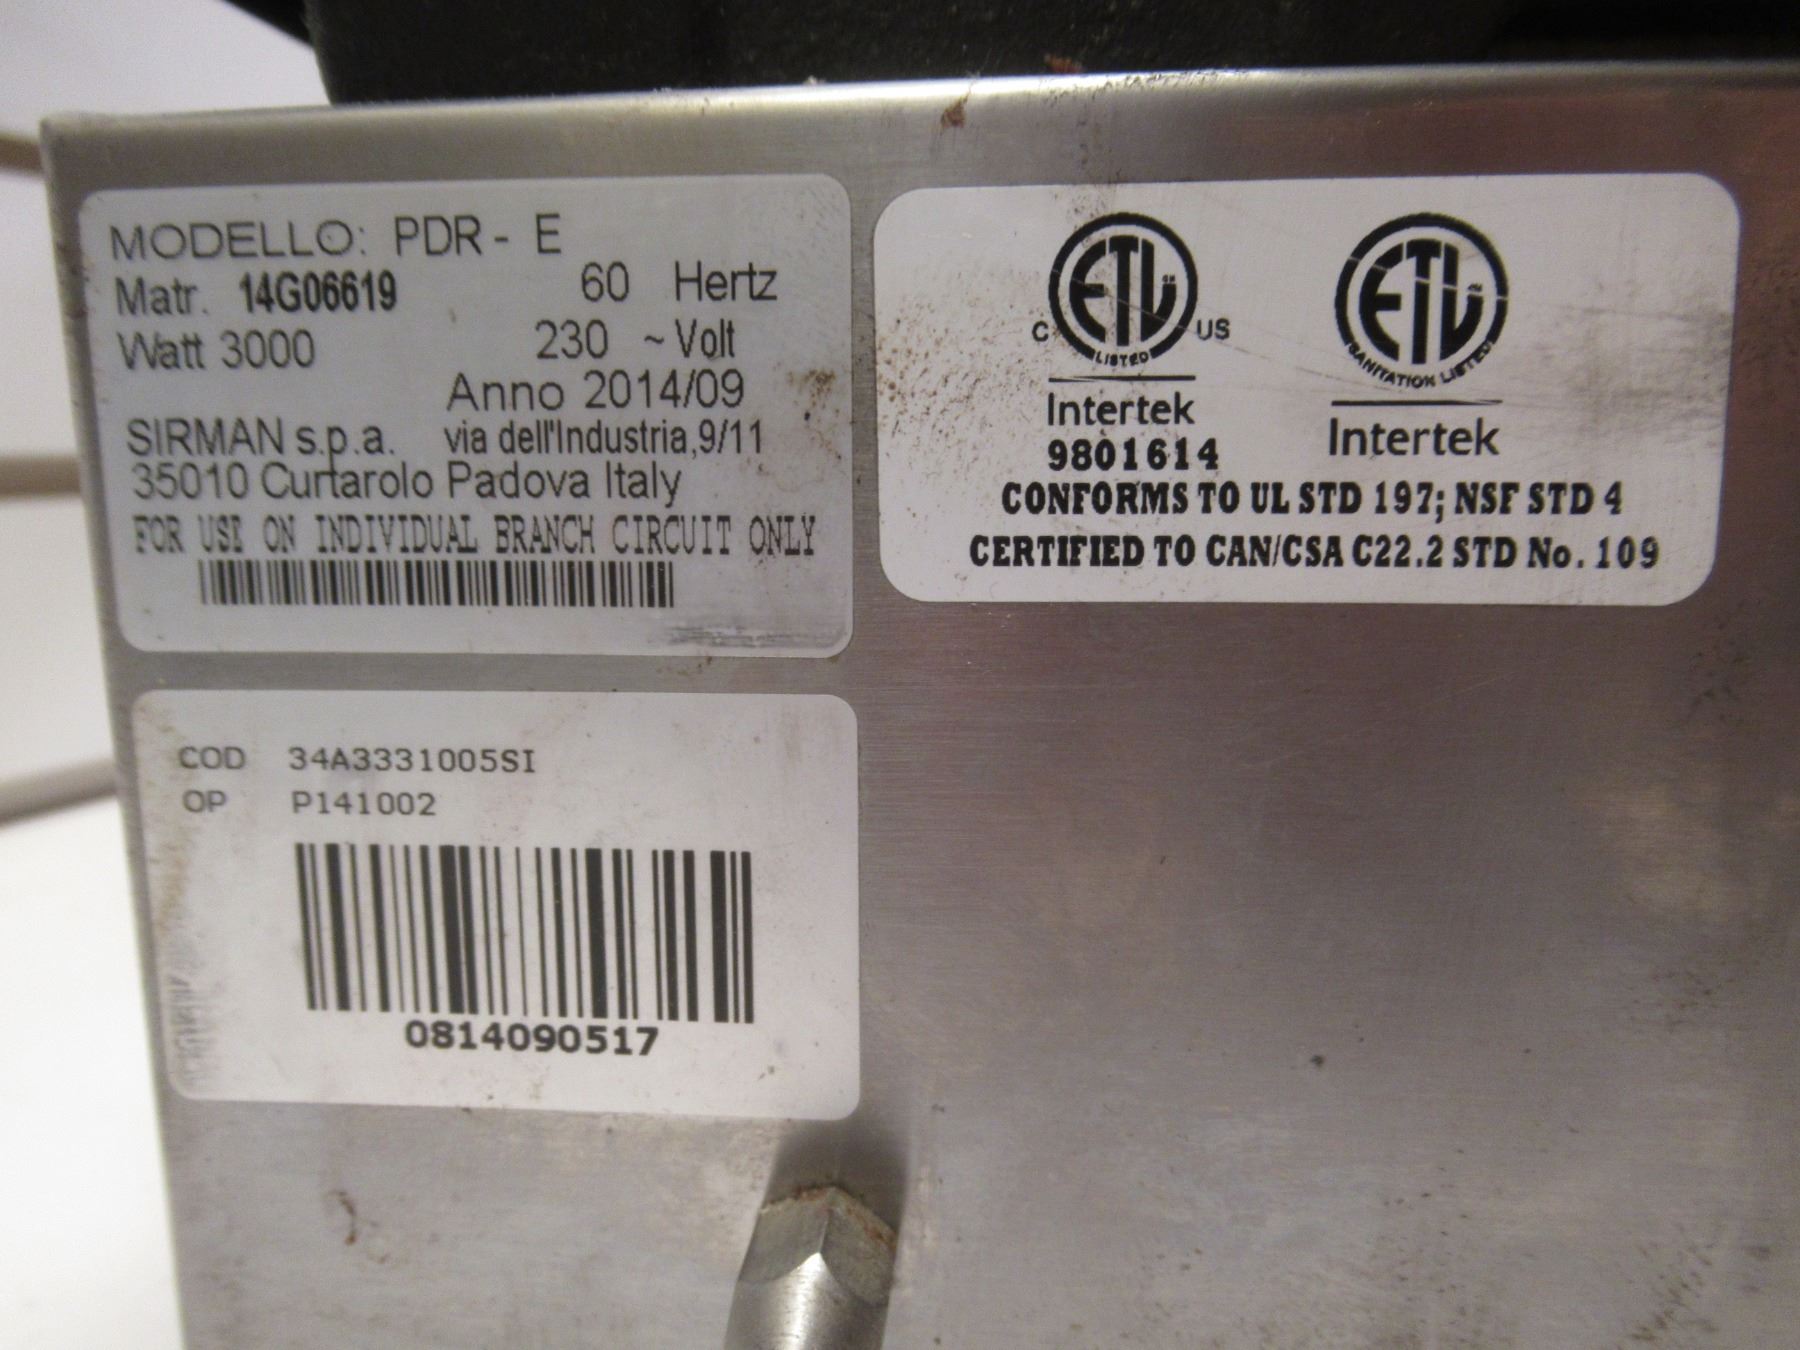 MODELLO: PDR - E
Matr. 14G06619 60 Hertz
Watt 3000 230 ~ Volt
Anno 2014/09
SIRMAN s.p.a. via dell'Industria,9/11
35010 Curtarolo Padova Italy
FOR USE ON INDIVIDUAL BRANCH CIRCUIT ONLY
ETL ETL
C LISTED US SANITATION LISTED
Intertek Intertek
9801614
CONFORMS TO UL STD 197; NSF STD 4
CERTIFIED TO CAN/CSA C22.2 STD No. 109
COD 34A3331005SI
OP P141002
0814090517